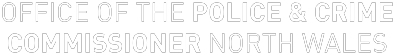 OFFICE OF THE POLICE & CRIME
COMMISSIONER NORTH WALES